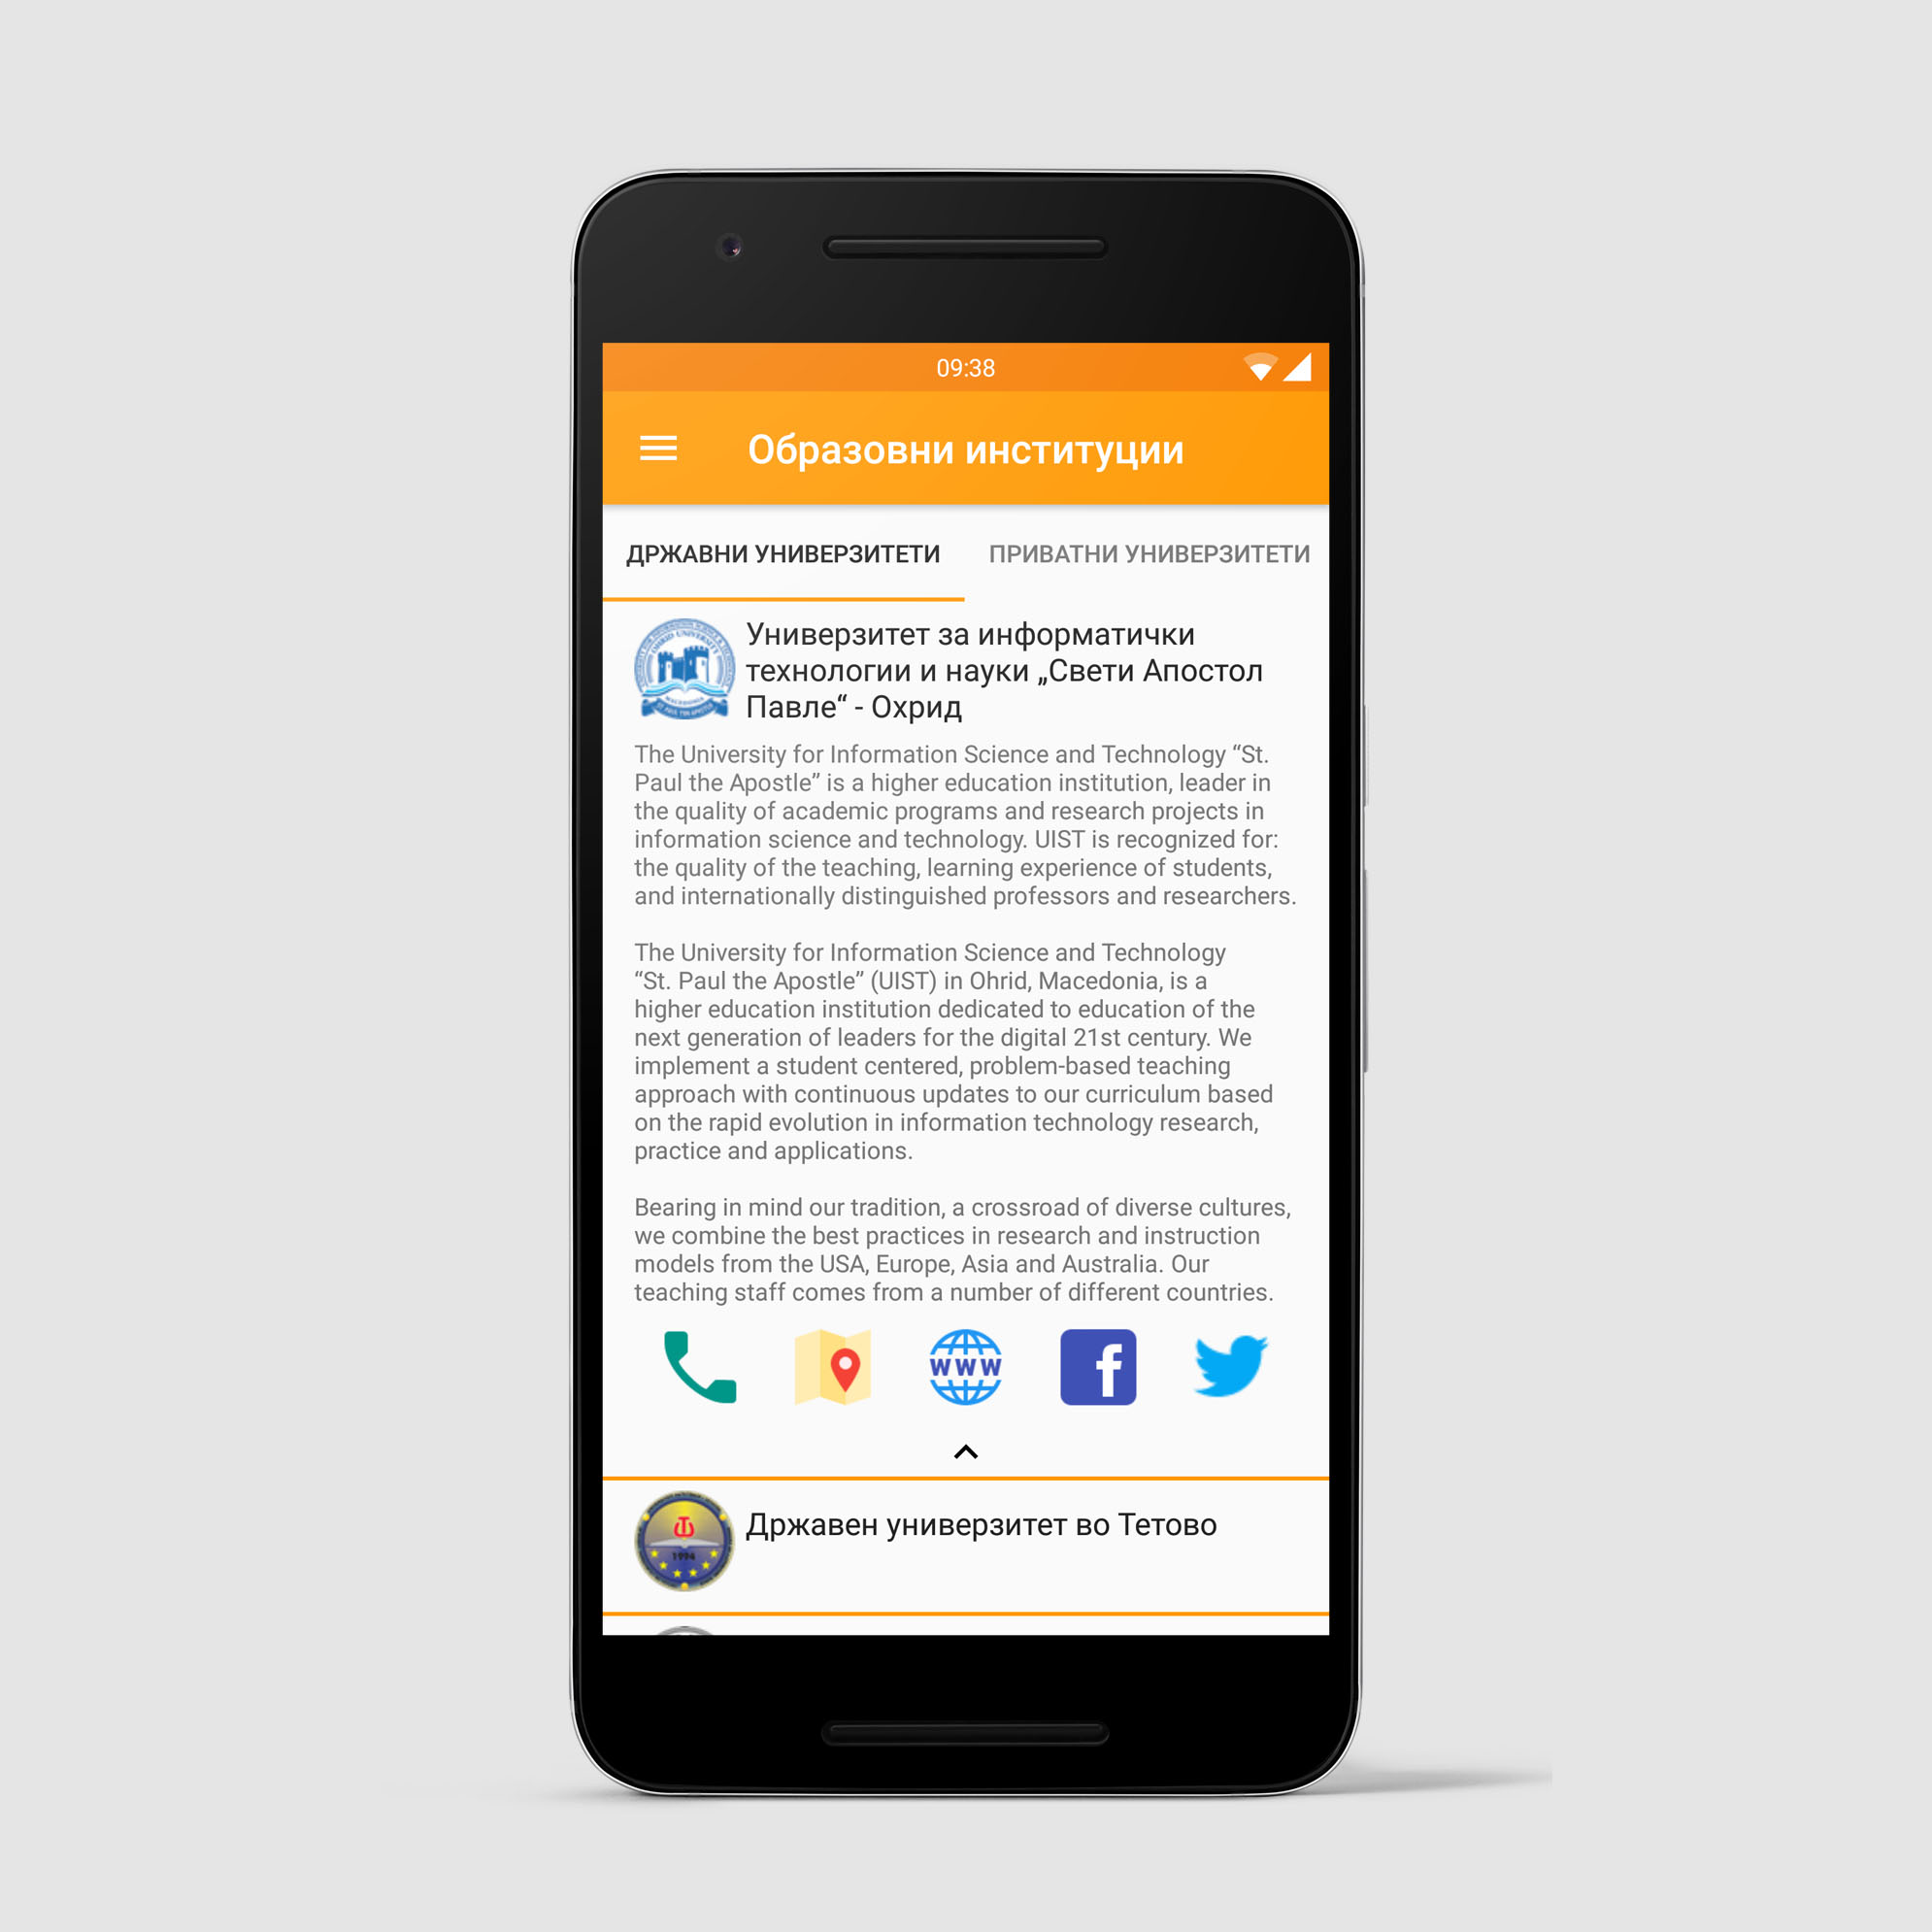 09:38
Образовни институции
ДРЖАВНИ УНИВЕРЗИТЕТИ
ПРИВАТНИ УНИВЕРЗИТЕТИ
OHRID UNIVERSITY
Универзитет за информатички
технологии и науки „Свети Апостол
Павле“ - Охрид
The University for Information Science and Technology “St.
Paul the Apostle” is a higher education institution, leader in
the quality of academic programs and research projects in
information science and technology. UIST is recognized for:
the quality of the teaching, learning experience of students,
and internationally distinguished professors and researchers.
The University for Information Science and Technology
“St. Paul the Apostle” (UIST) in Ohrid, Macedonia, is a
higher education institution dedicated to education of the
next generation of leaders for the digital 21st century. We
implement a student centered, problem-based teaching
approach with continuous updates to our curriculum based
on the rapid evolution in information technology research,
practice and applications.
Bearing in mind our tradition, a crossroad of diverse cultures,
we combine the best practices in research and instruction
models from the USA, Europe, Asia and Australia. Our
teaching staff comes from a number of different countries.
WWW
f
1994
Државен универзитет во Тетово